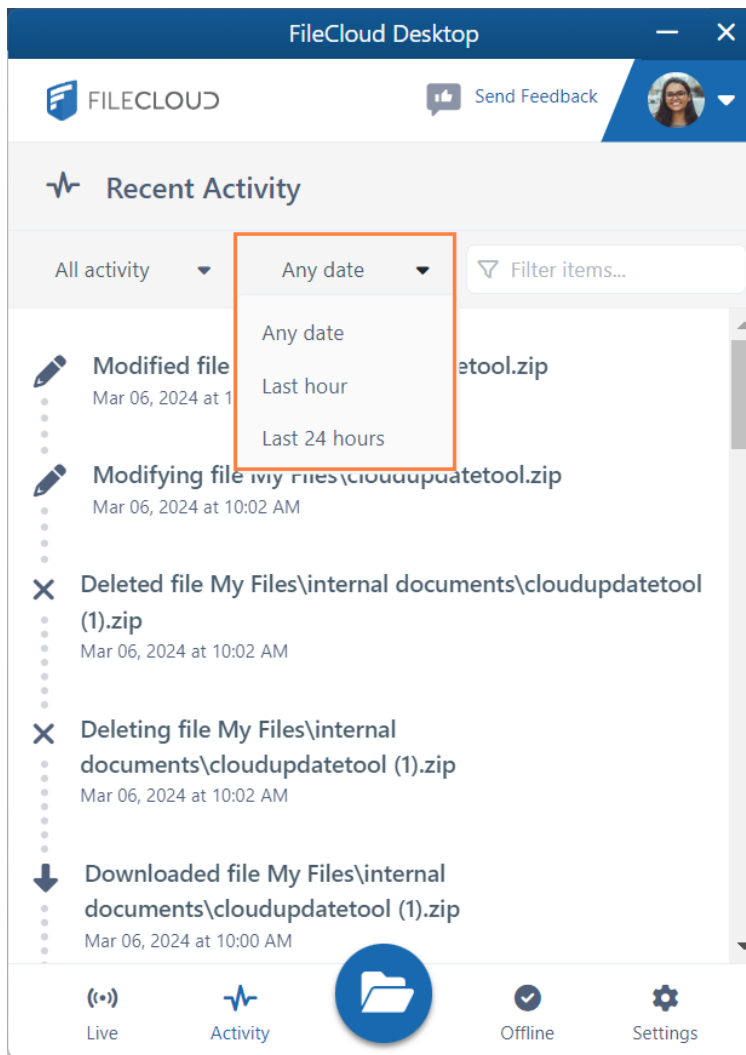 FileCloud Desktop
FILECLOUD
Send Feedback
Recent Activity
All activity
Any date
Filter items...
Any date
Last hour
Last 24 hours
Modified file etool.zip
Mar 06, 2024 at 1
Modifying file My Files\cloudupdatetool.zip
Mar 06, 2024 at 10:02 AM
Deleted file My Files\internal documents\cloudupdatetool
(1).zip
Mar 06, 2024 at 10:02 AM
Deleting file My Files\internal
documents\cloudupdatetool (1).zip
Mar 06, 2024 at 10:02 AM
Downloaded file My Files\internal
documents\cloudupdatetool (1).zip
Mar 06, 2024 at 10:00 AM
Live
Activity
Offline
Settings